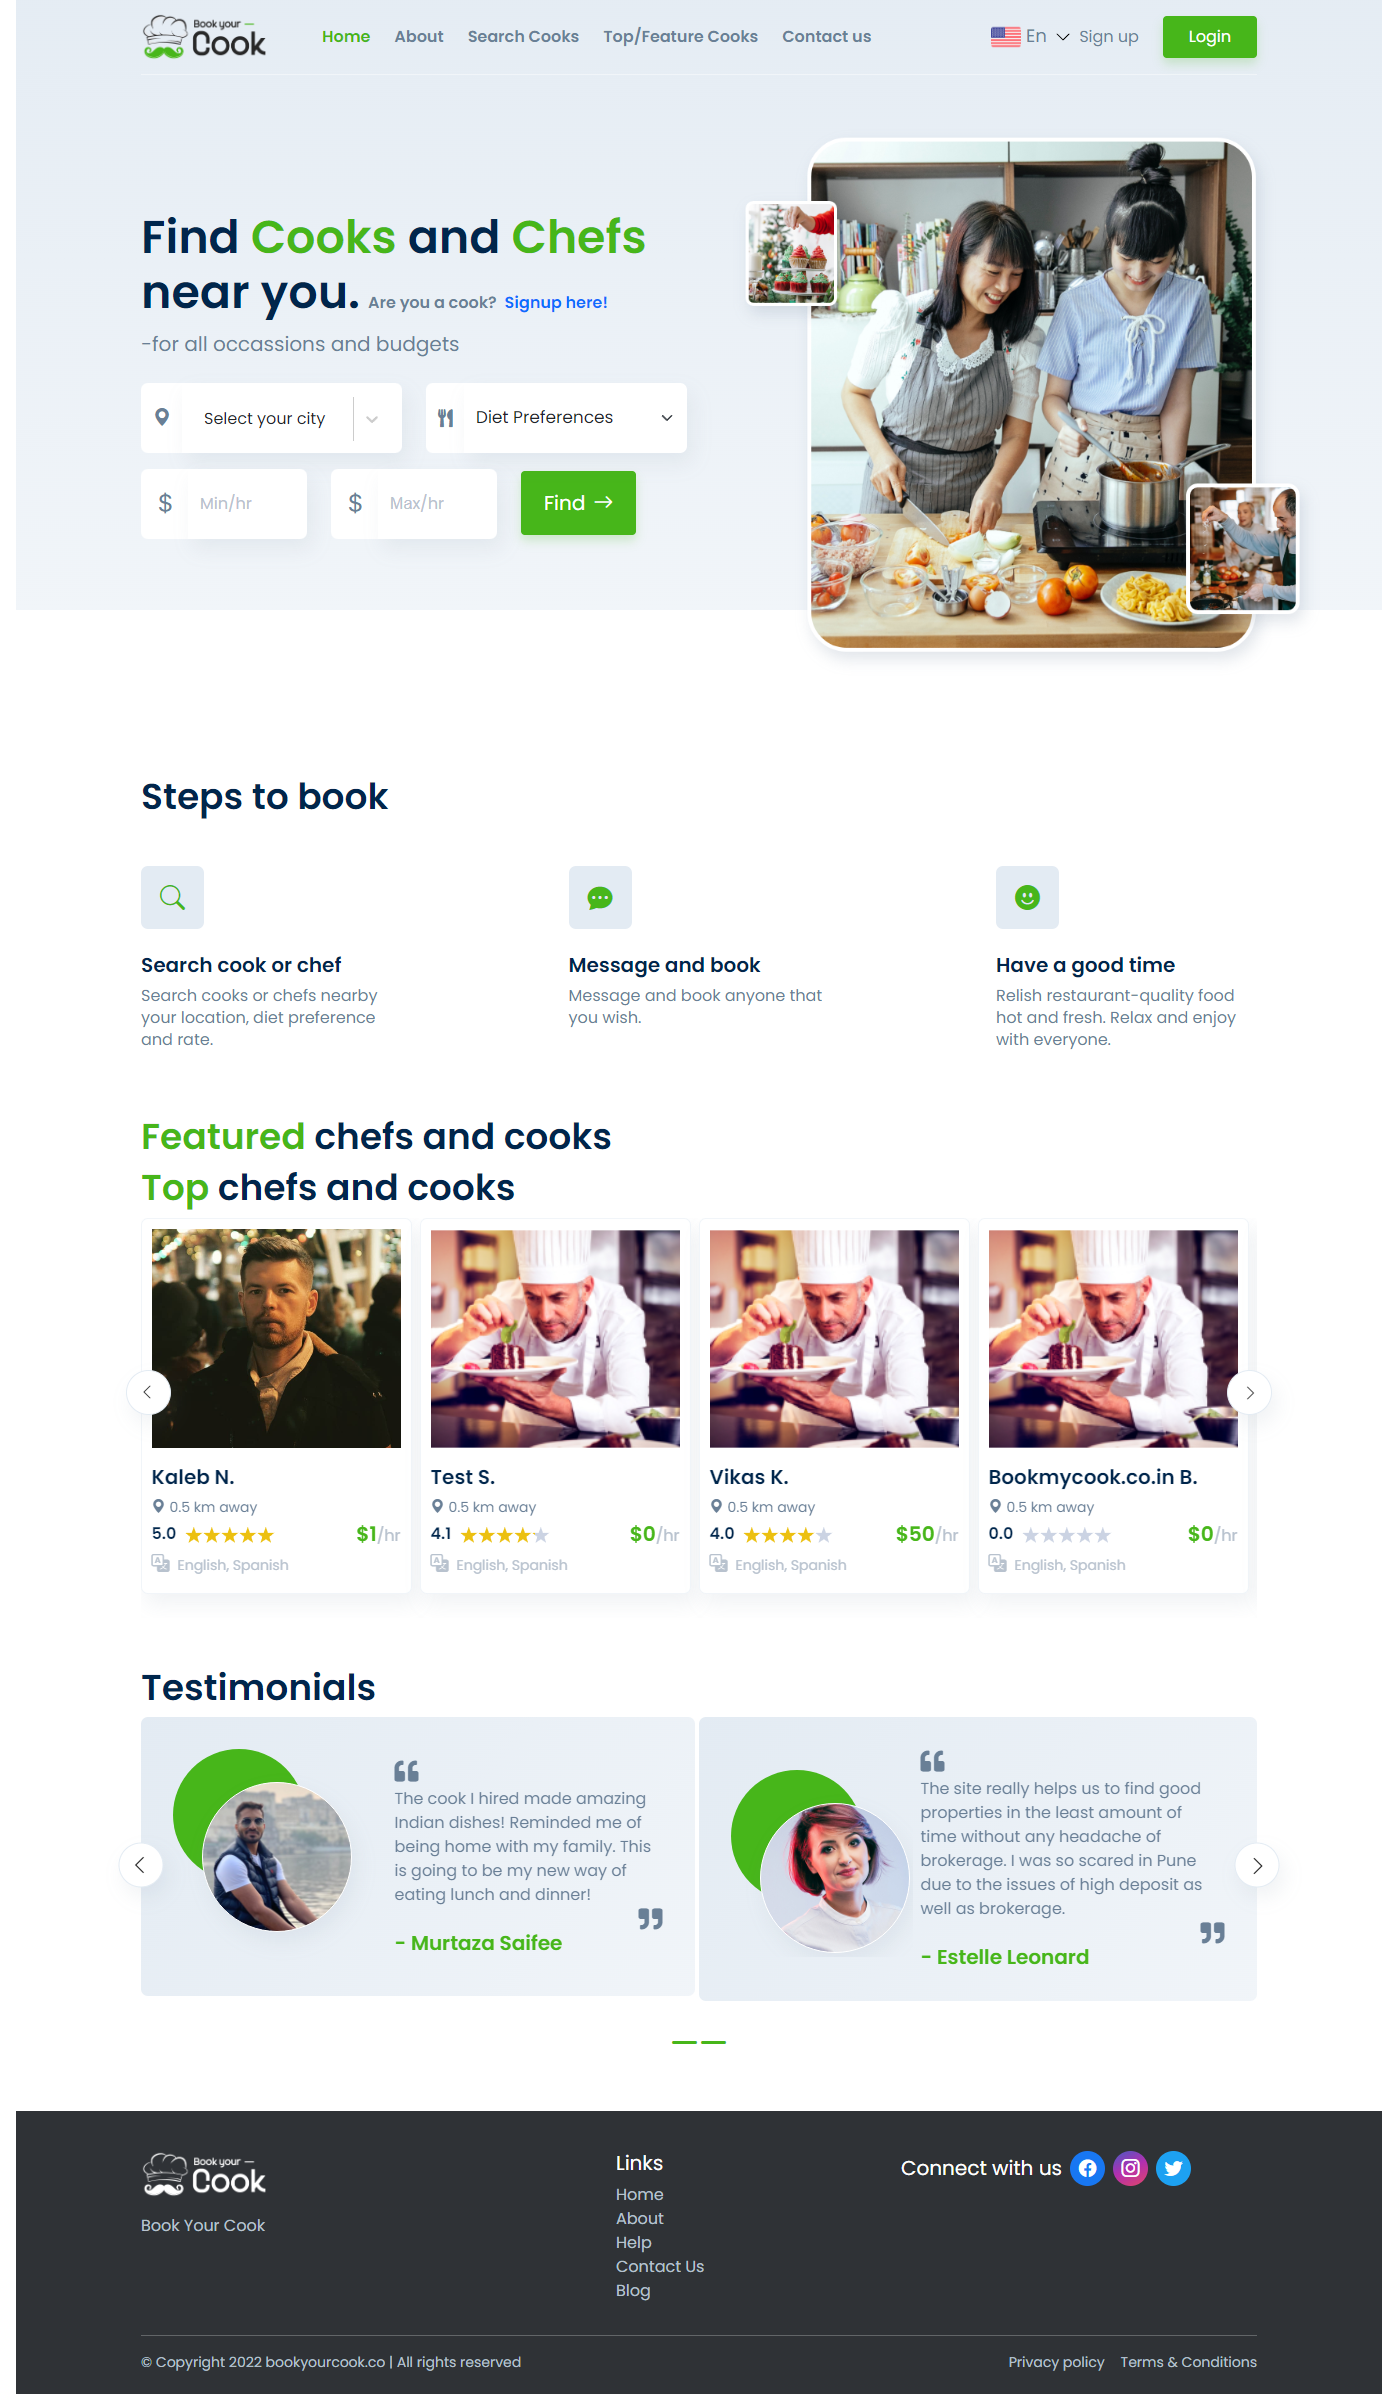 Book your
Cook
Home
About
Search Cooks
Top/Feature Cooks
Contact us
En
Sign up
Login
Find Cooks and Chefs
near you. Are you a cook? Signup here!
-for all occassions and budgets
Select your city
Diet Preferences
$ Min/hr
$ Max/hr
Find →
Steps to book
Search cook or chef
Search cooks or chefs nearby
your location, diet preference
and rate.
Message and book
Message and book anyone that
you wish.
Have a good time
Relish restaurant-quality food
hot and fresh. Relax and enjoy
with everyone.
Featured chefs and cooks
Top chefs and cooks
Kaleb N.
0.5 km away
5.0 $1/hr
English, Spanish
Test S.
0.5 km away
4.1 $0/hr
English, Spanish
Vikas K.
0.5 km away
4.0 $50/hr
English, Spanish
Bookmycook.co.in B.
0.5 km away
0.0 $0/hr
English, Spanish
Testimonials
The cook I hired made amazing
Indian dishes! Reminded me of
being home with my family. This
is going to be my new way of
eating lunch and dinner!
- Murtaza Saifee
The site really helps us to find good
properties in the least amount of
time without any headache of
brokerage. I was so scared in Pune
due to the issues of high deposit as
well as brokerage.
- Estelle Leonard
Book your
Cook
Book Your Cook
Links
Home
About
Help
Contact Us
Blog
Connect with us
© Copyright 2022 bookyourcook.co | All rights reserved
Privacy policy
Terms & Conditions